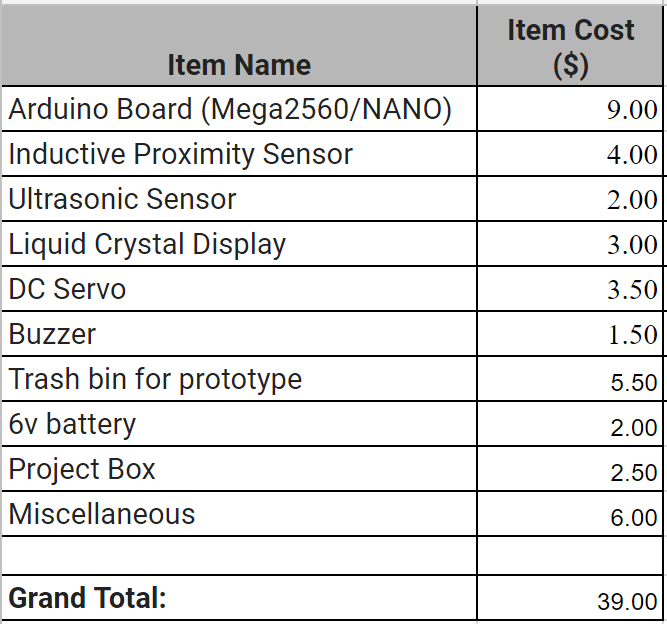 Item Name Item Cost ($)
Arduino Board (Mega2560/NANO) 9.00
Inductive Proximity Sensor 4.00
Ultrasonic Sensor 2.00
Liquid Crystal Display 3.00
DC Servo 3.50
Buzzer 1.50
Trash bin for prototype 5.50
6v battery 2.00
Project Box 2.50
Miscellaneous 6.00
Grand Total: 39.00